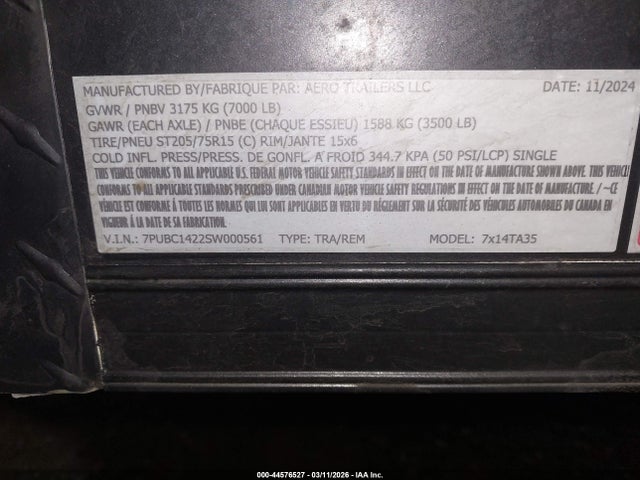 MANUFACTURED BY/FABRIQUE PAR: AERO TRAILERS LLC DATE: 11/2024
GVWR / PNBV 3175 KG (7000 LB)
GAWR (EACH AXLE) / PNBE (CHAQUE ESSIEU) 1588 KG (3500 LB)
TIRE/PNEU ST205/75R15 (C) RIM/JANTE 15x6
COLD INFL. PRESS/PRESS. DE GONFL. A FROID 344.7 KPA (50 PSI/LCP) SINGLE
THIS VEHICLE CONFORMS TO ALL APPLICABLE U.S. FEDERAL MOTOR VEHICLE SAFETY STANDARDS IN EFFECT ON THE DATE OF MANUFACTURE SHOWN ABOVE. / THIS VEHICLE
CONFORMS TO ALL APPLICABLE STANDARDS PRESCRIBED UNDER CANADIAN MOTOR VEHICLE SAFETY REGULATIONS IN EFFECT ON THE DATE OF MANUFACTURE / ~CE
VÉHICULE EST CONFORME A TOUTES LES NORMES QUI LUI SONT APPLICABLES EN VERTU DU RÉGLEMENT SUR LA SÉCURITÉ DES VÉHICULES AUTOMOBILES DU CANADA EN
VIGUEUR A LA DATE DE SA FABRICATION.
V.I.N.: 7PUBC1422SW000561 TYPE: TRA/REM MODEL: 7x14TA35
000-44576527 - 03/11/2026 - IAA Inc.